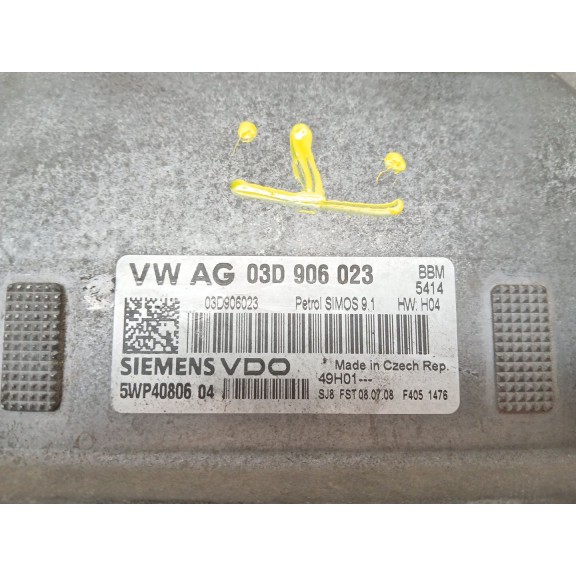 VW AG 03D 906 023
BBM
5414
03D906023 Petrol SIMOS 9.1 HW: H04
SIEMENS VDO * Made in Czech Rep.
5WP40806 04 49H01---
SJ8 FST 08.07.08 F405 1476